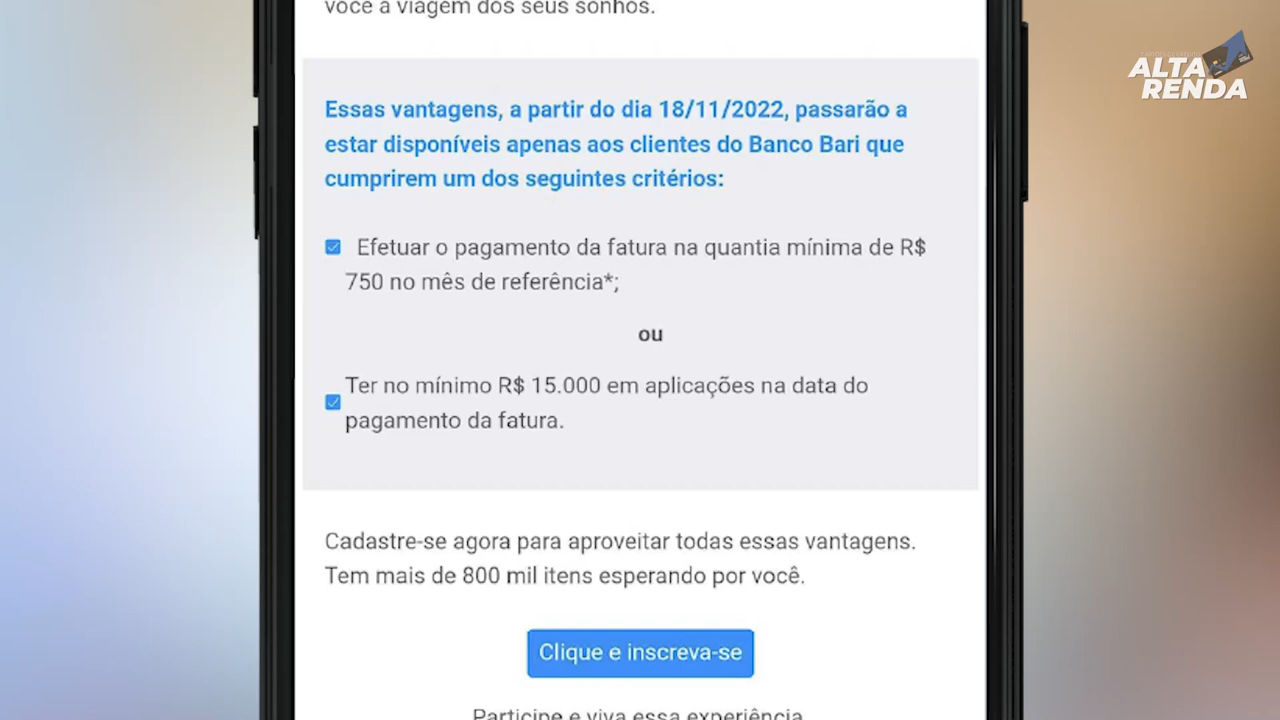 você a viagem dos seus sonhos.
ALTA
RENDA
Essas vantagens, a partir do dia 18/11/2022, passarão a
estar disponíveis apenas aos clientes do Banco Bari que
cumprirem um dos seguintes critérios:
Efetuar o pagamento da fatura na quantia mínima de R$
750 no mês de referência*;
ou
Ter no mínimo R$ 15.000 em aplicações na data do
pagamento da fatura.
Cadastre-se agora para aproveitar todas essas vantagens.
Tem mais de 800 mil itens esperando por você.
Clique e inscreva-se
Participe e viva essa experiência